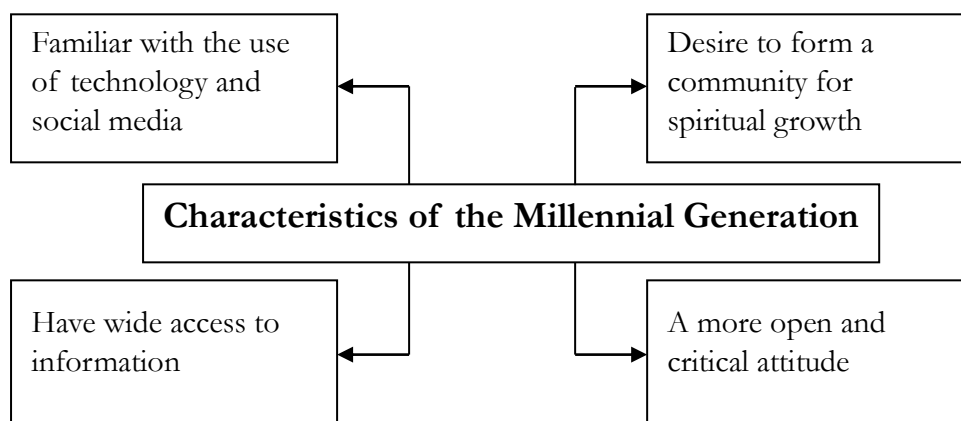 Familiar with the use
of technology and
social media
Desire to form a
community for
spiritual growth
Characteristics of the Millennial Generation
Have wide access to
information
A more open and
critical attitude